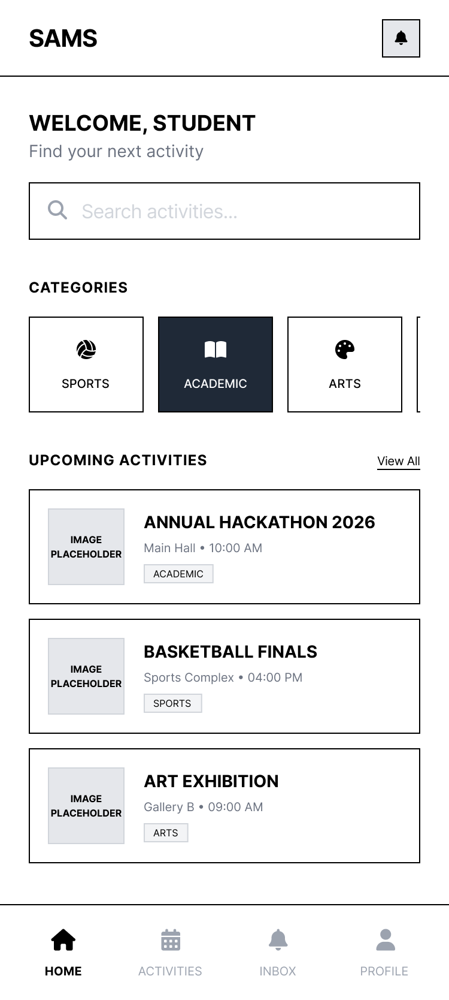 SAMS
WELCOME, STUDENT
Find your next activity
Search activities...
CATEGORIES
SPORTS
ACADEMIC
ARTS
UPCOMING ACTIVITIES
View All
IMAGE
PLACEHOLDER
ANNUAL HACKATHON 2026
Main Hall • 10:00 AM
ACADEMIC
IMAGE
PLACEHOLDER
BASKETBALL FINALS
Sports Complex • 04:00 PM
SPORTS
IMAGE
PLACEHOLDER
ART EXHIBITION
Gallery B • 09:00 AM
ARTS
HOME
ACTIVITIES
INBOX
PROFILE